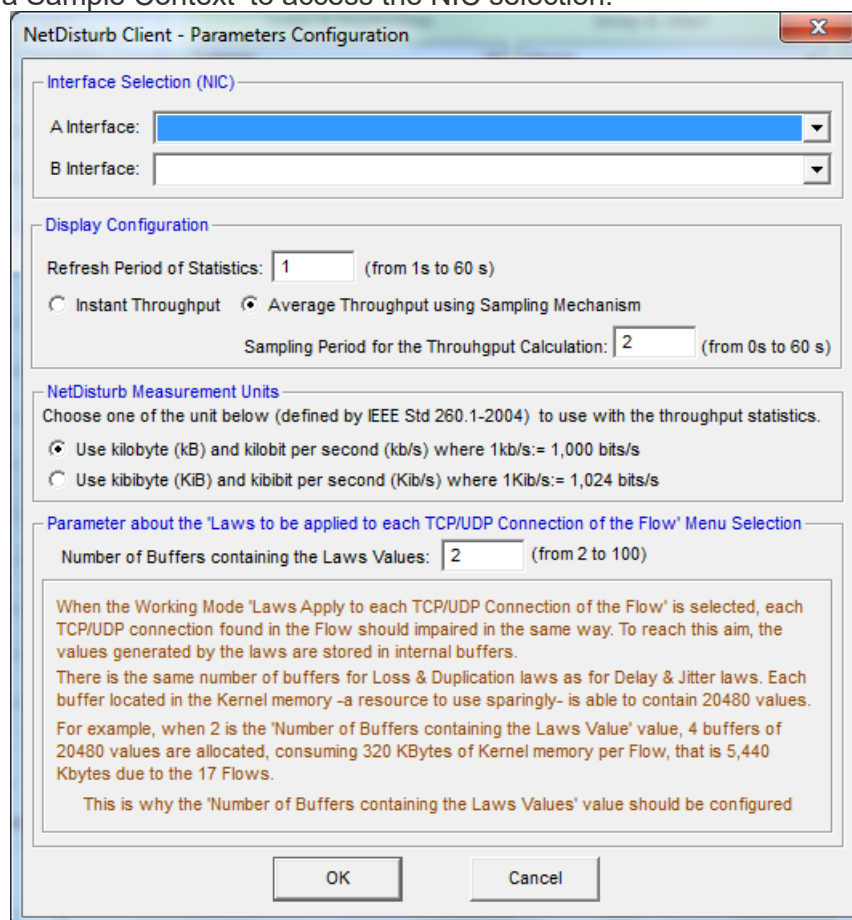 a Sample Context' to access the NIC selection.
NetDisturb Client - Parameters Configuration
Interface Selection (NIC)
A Interface:
B Interface:
Display Configuration
Refresh Period of Statistics: 1 (from 1s to 60 s)
Instant Throughput Average Throughput using Sampling Mechanism
Sampling Period for the Throuhgput Calculation: 2 (from 0s to 60 s)
NetDisturb Measurement Units
Choose one of the unit below (defined by IEEE Std 260.1-2004) to use with the throughput statistics.
Use kilobyte (kB) and kilobit per second (kb/s) where 1kb/s:= 1,000 bits/s
Use kibibyte (KiB) and kibibit per second (Kib/s) where 1Kib/s:= 1,024 bits/s
Parameter about the 'Laws to be applied to each TCP/UDP Connection of the Flow' Menu Selection
Number of Buffers containing the Laws Values: 2 (from 2 to 100)
When the Working Mode 'Laws Apply to each TCP/UDP Connection of the Flow' is selected, each
TCP/UDP connection found in the Flow should impaired in the same way. To reach this aim, the
values generated by the laws are stored in internal buffers.
There is the same number of buffers for Loss & Duplication laws as for Delay & Jitter laws. Each
buffer located in the Kernel memory -a resource to use sparingly- is able to contain 20480 values.
For example, when 2 is the 'Number of Buffers containing the Laws Value' value, 4 buffers of
20480 values are allocated, consuming 320 KBytes of Kernel memory per Flow, that is 5,440
Kbytes due to the 17 Flows.
This is why the 'Number of Buffers containing the Laws Values' value should be configured
OK Cancel